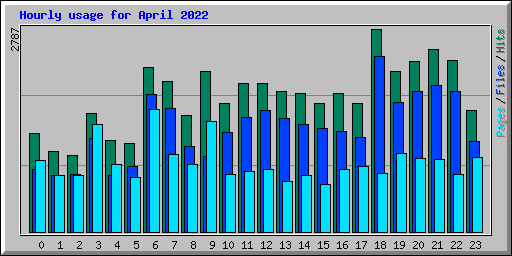 Hourly usage for April 2022
2787
Pages/Files/Hits
0 1 2 3 4 5 6 7 8 9 10 11 12 13 14 15 16 17 18 19 20 21 22 23